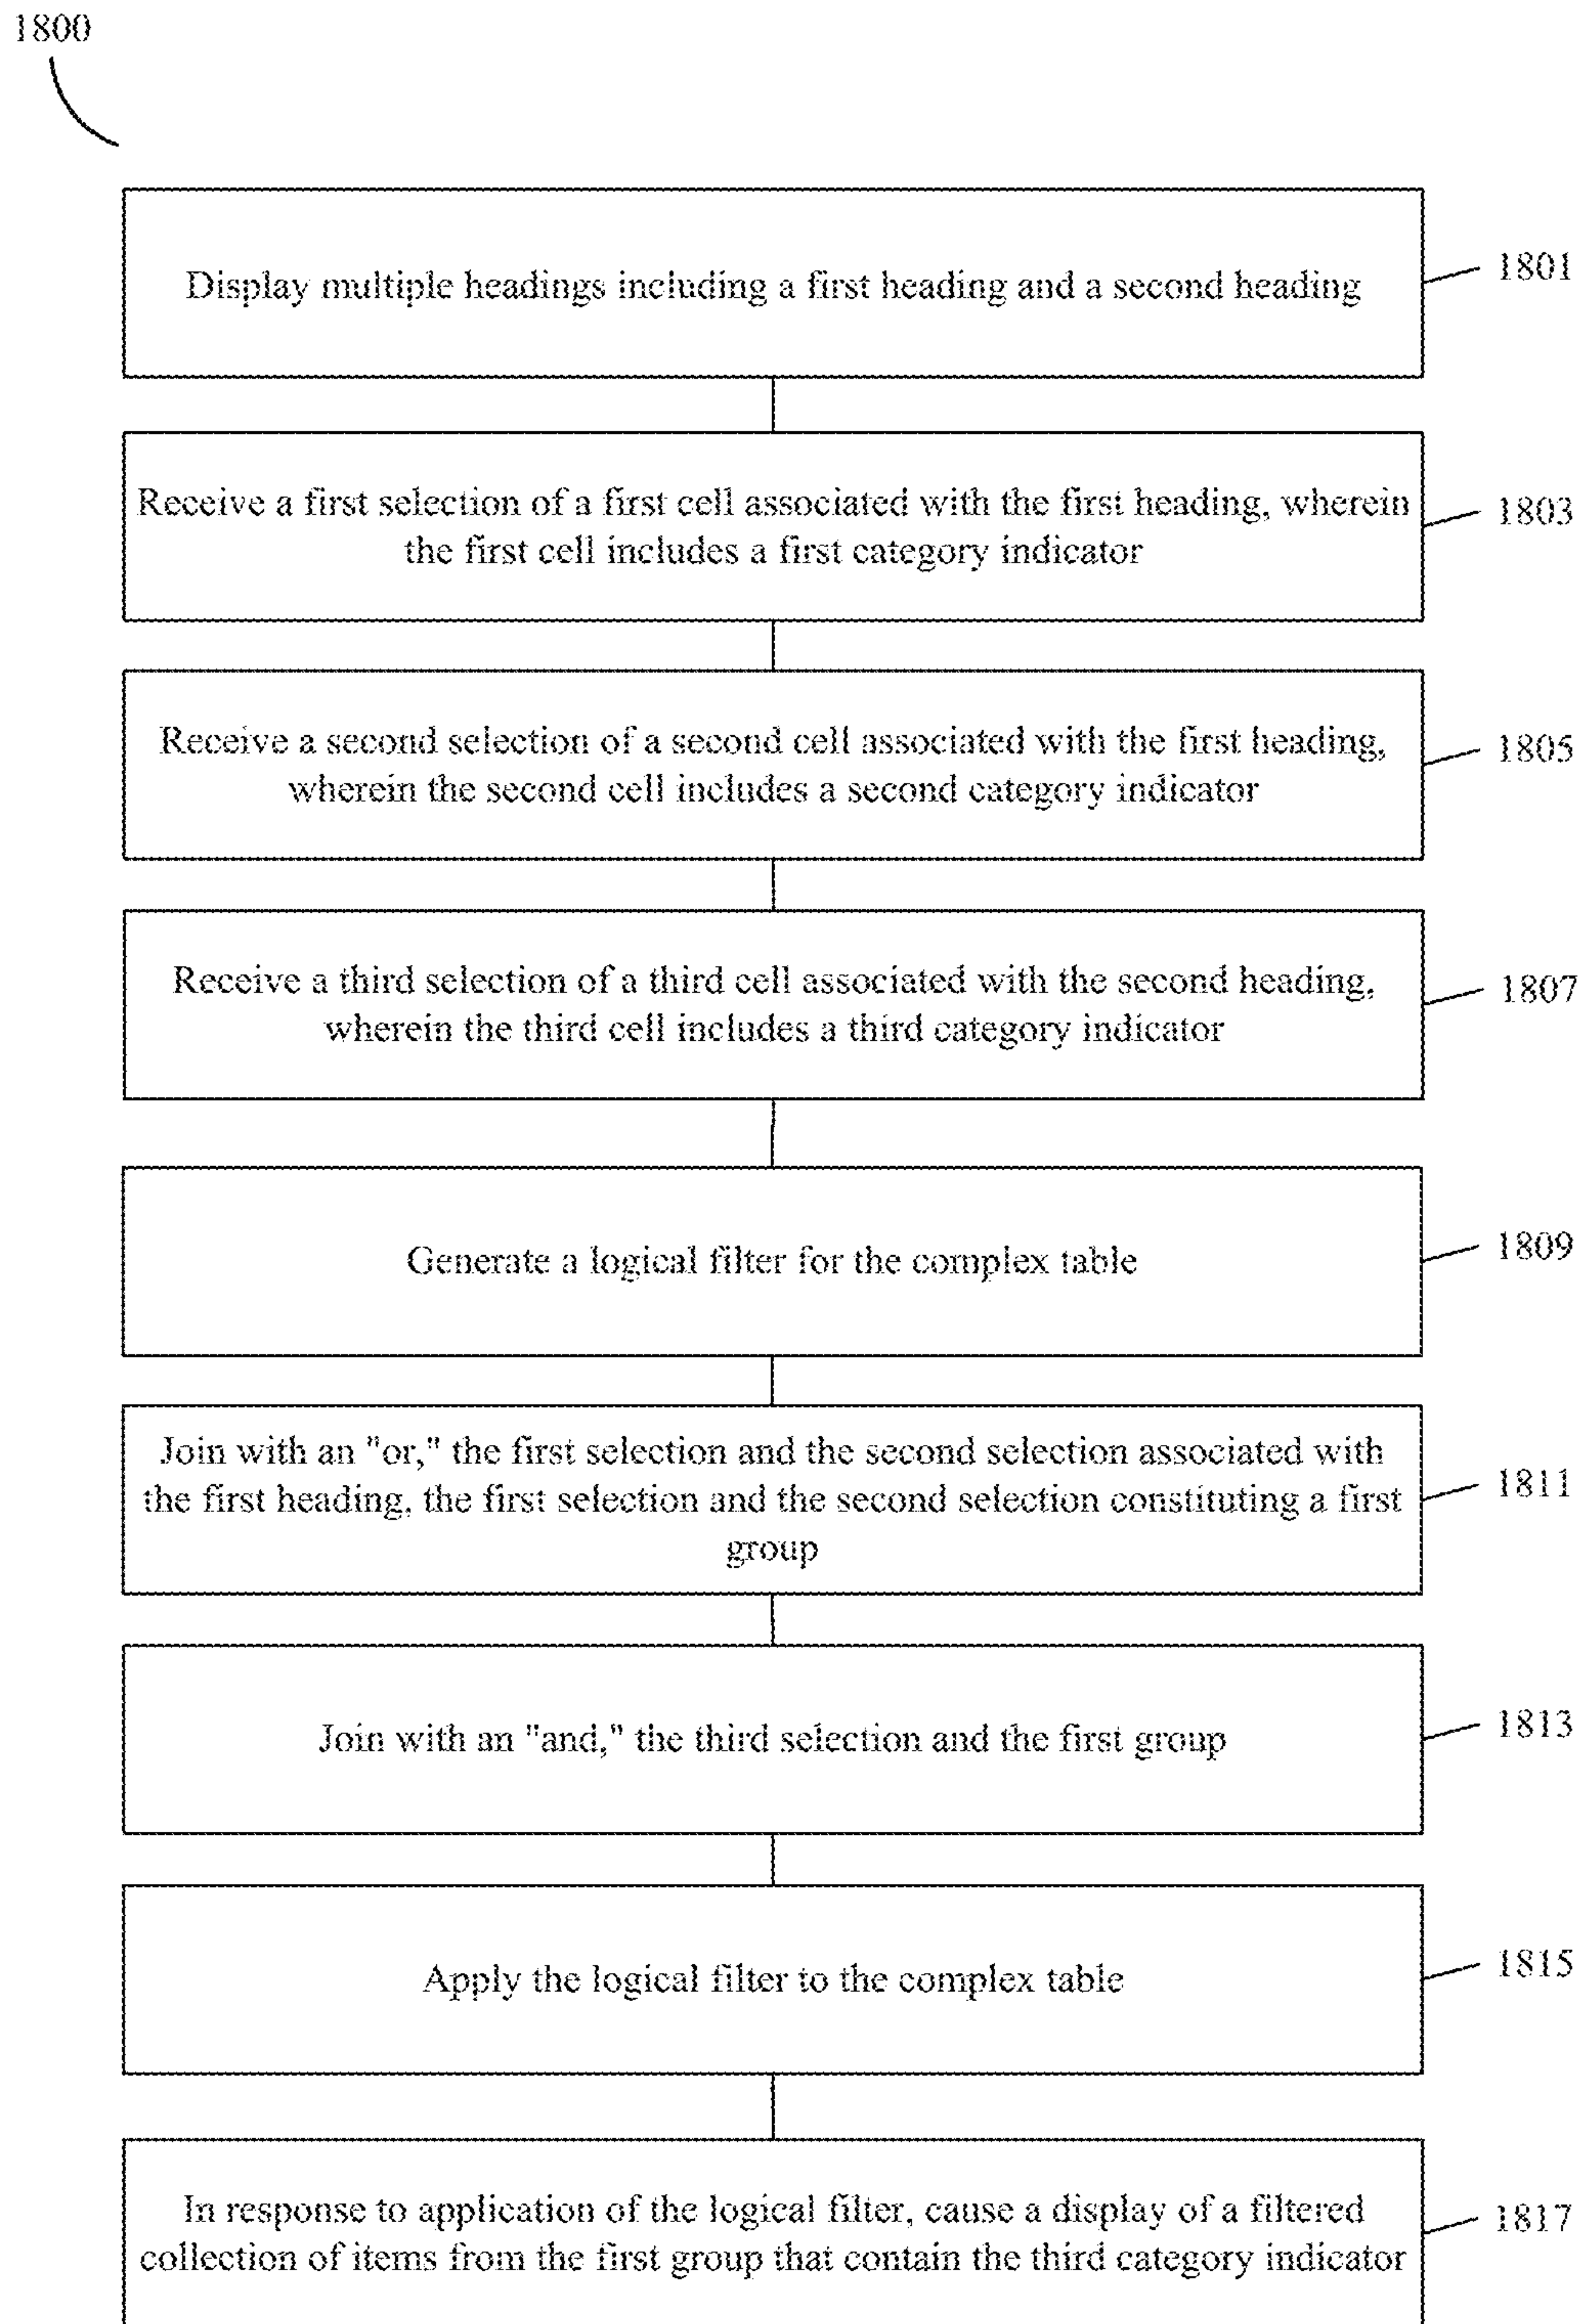 1800
Display multiple headings including a first heading and a second heading
1801
Receive a first selection of a first cell associated with the first heading, wherein
the first cell includes a first category indicator
1803
Receive a second selection of a second cell associated with the first heading,
wherein the second cell includes a second category indicator
1805
Receive a third selection of a third cell associated with the second heading,
wherein the third cell includes a third category indicator
1807
Generate a logical filter for the complex table
1809
Join with an "or," the first selection and the second selection associated with
the first heading, the first selection and the second selection constituting a first
group
1811
Join with an "and," the third selection and the first group
1813
Apply the logical filter to the complex table
1815
In response to application of the logical filter, cause a display of a filtered
collection of items from the first group that contain the third category indicator
1817